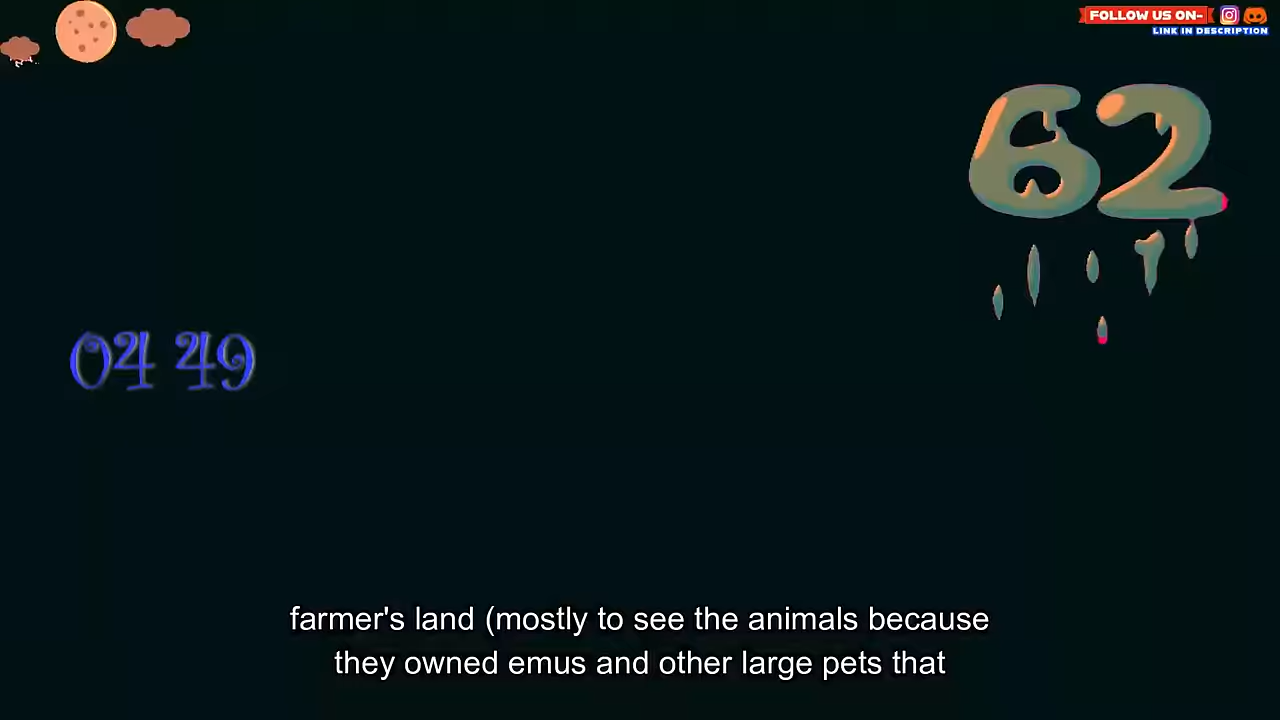 FOLLOW US ON-
LINK IN DESCRIPTION
62
04 49
farmer's land (mostly to see the animals because
they owned emus and other large pets that